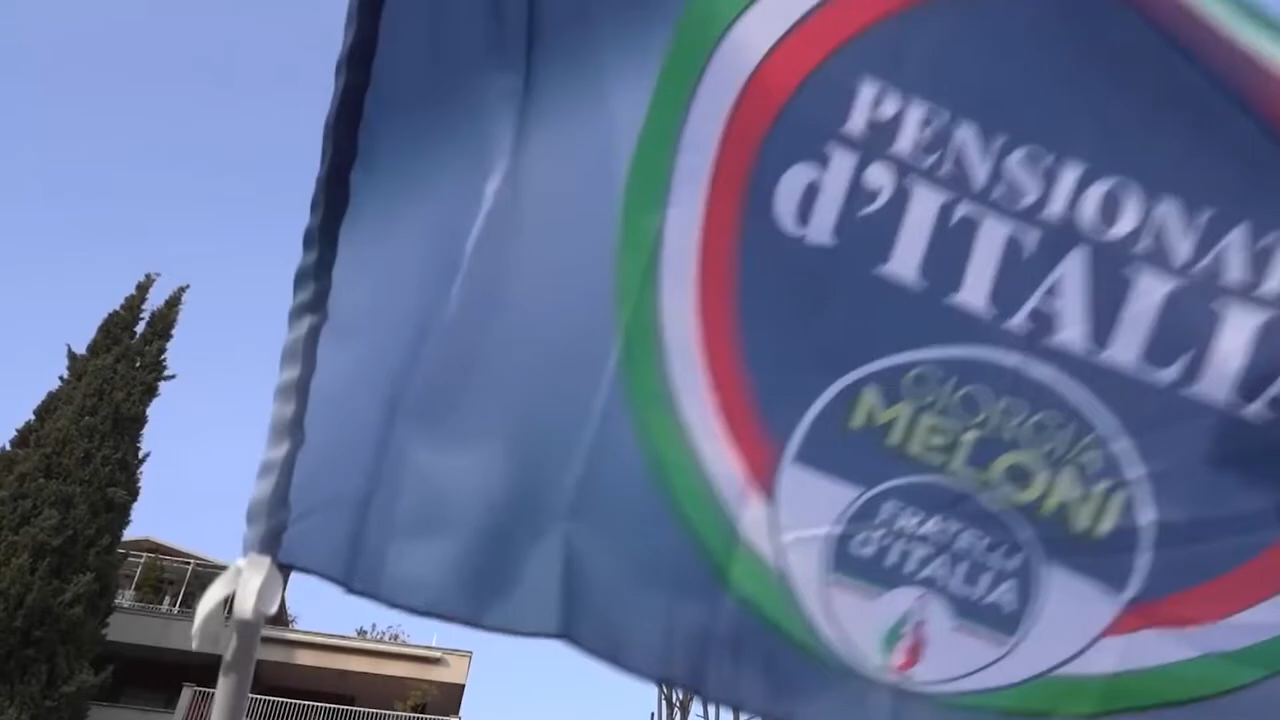 PENSIONAT
d'ITALIA
GIORGIA
MELONI
FRATELLI
d'ITALIA